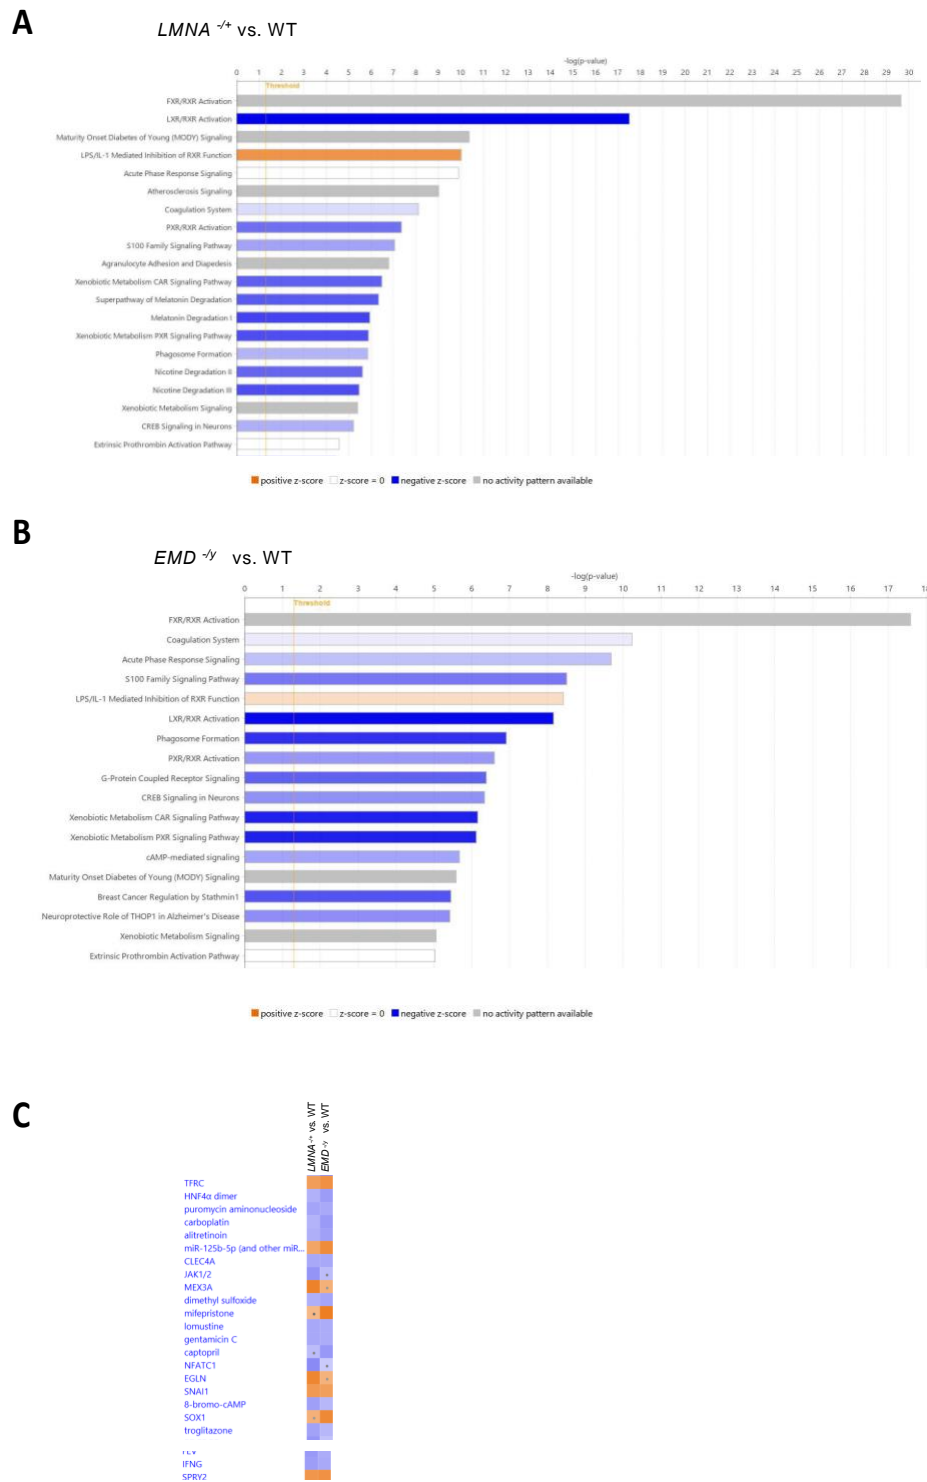 A
LMNA -/+ vs. WT
-log(p-value)
0 1 2 3 4 5 6 7 8 9 10 11 12 13 14 15 16 17 18 19 20 21 22 23 24 25 26 27 28 29 30
Threshold
FXR/RXR Activation
LXR/RXR Activation
Maturity Onset Diabetes of Young (MODY) Signaling
LPS/IL-1 Mediated Inhibition of RXR Function
Acute Phase Response Signaling
Atherosclerosis Signaling
Coagulation System
PXR/RXR Activation
S100 Family Signaling Pathway
Agranulocyte Adhesion and Diapedesis
Xenobiotic Metabolism CAR Signaling Pathway
Superpathway of Melatonin Degradation
Melatonin Degradation I
Xenobiotic Metabolism PXR Signaling Pathway
Phagosome Formation
Nicotine Degradation II
Nicotine Degradation III
Xenobiotic Metabolism Signaling
CREB Signaling in Neurons
Extrinsic Prothrombin Activation Pathway
positive z-score z-score = 0 negative z-score no activity pattern available
B
EMD -/y vs. WT
-log(p-value)
0 1 2 3 4 5 6 7 8 9 10 11 12 13 14 15 16 17 18
Threshold
FXR/RXR Activation
Coagulation System
Acute Phase Response Signaling
S100 Family Signaling Pathway
LPS/IL-1 Mediated Inhibition of RXR Function
LXR/RXR Activation
Phagosome Formation
PXR/RXR Activation
G-Protein Coupled Receptor Signaling
CREB Signaling in Neurons
Xenobiotic Metabolism CAR Signaling Pathway
Xenobiotic Metabolism PXR Signaling Pathway
cAMP-mediated signaling
Maturity Onset Diabetes of Young (MODY) Signaling
Breast Cancer Regulation by Stathmin1
Neuroprotective Role of THOP1 in Alzheimer's Disease
Xenobiotic Metabolism Signaling
Extrinsic Prothrombin Activation Pathway
positive z-score z-score = 0 negative z-score no activity pattern available
C
LMNA -/+ vs. WT
EMD -/y vs. WT
TFRC
HNF4α dimer
puromycin aminonucleoside
carboplatin
alitretinoin
miR-125b-5p (and other miR...
CLEC4A
JAK1/2
MEX3A
dimethyl sulfoxide
mifepristone
lomustine
gentamicin C
captopril
NFATC1
EGLN
SNAI1
8-bromo-cAMP
SOX1
troglitazone
IFNG
SPRY2